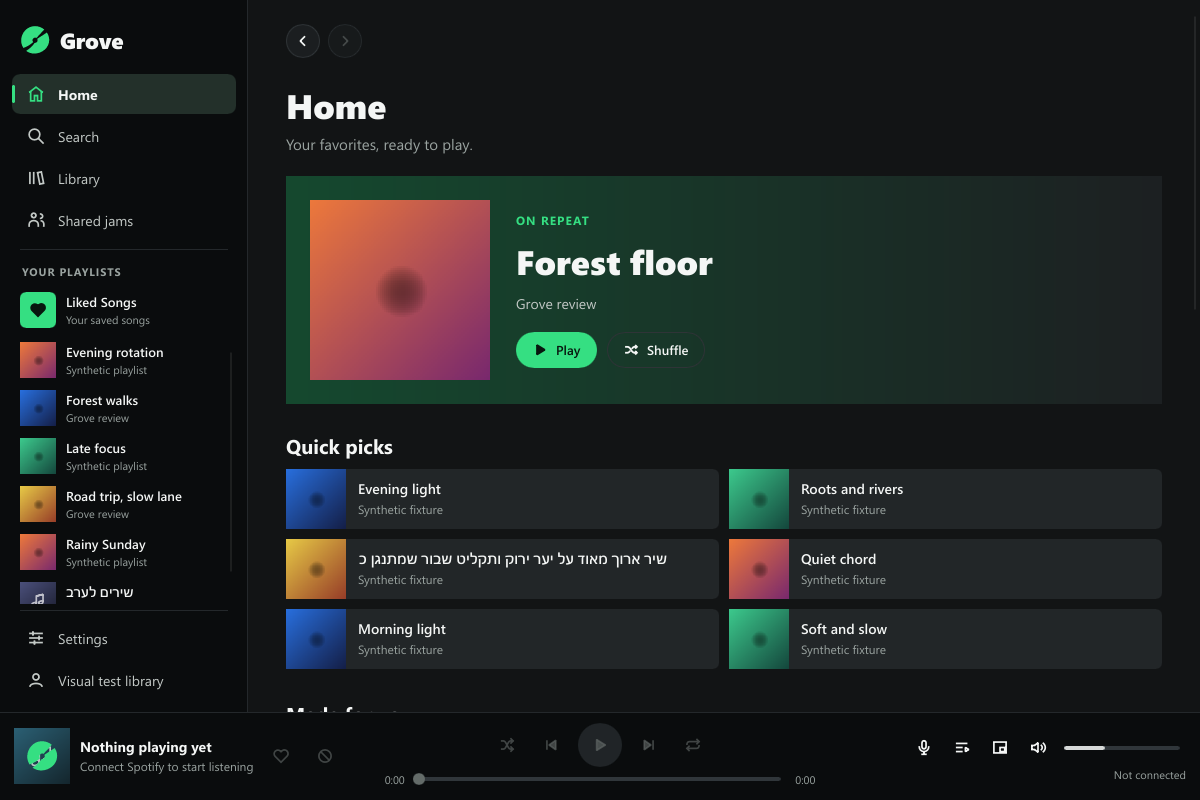 Grove
Home
Search
Library
Shared jams
YOUR PLAYLISTS
Liked Songs
Your saved songs
Evening rotation
Synthetic playlist
Forest walks
Grove review
Late focus
Synthetic playlist
Road trip, slow lane
Grove review
Rainy Sunday
Synthetic playlist
שירים לערב
Settings
Visual test library
Home
Your favorites, ready to play.
ON REPEAT
Forest floor
Grove review
Play
Shuffle
Quick picks
Evening light
Synthetic fixture
Roots and rivers
Synthetic fixture
שיר ארוך מאוד על יער ירוק ותקליט שבור שמתנגן כ
Synthetic fixture
Quiet chord
Synthetic fixture
Morning light
Synthetic fixture
Soft and slow
Synthetic fixture
Nothing playing yet
Connect Spotify to start listening
0:00
0:00
Not connected